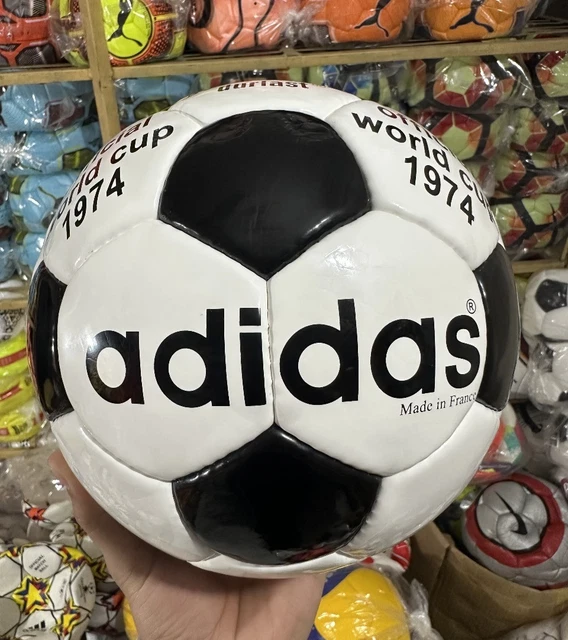 durlast
cup
1974
world
1974
adidas®
Made in France